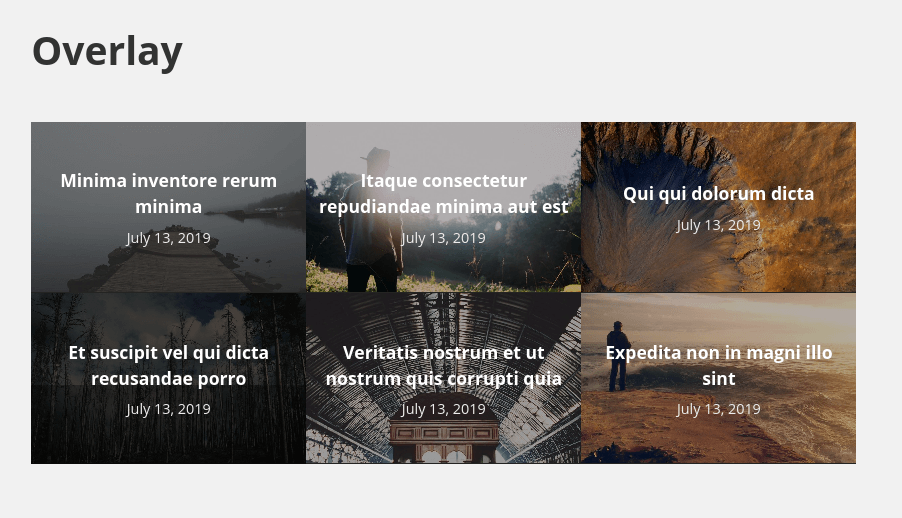 Overlay
Minima inventore rerum
minima
July 13, 2019
Itaque consectetur
repudiandae minima aut est
July 13, 2019
Qui qui dolorum dicta
July 13, 2019
Et suscipit vel qui dicta
recusandae porro
July 13, 2019
Veritatis nostrum et ut
nostrum quis corrupti quia
July 13, 2019
Expedita non in magni illo
sint
July 13, 2019